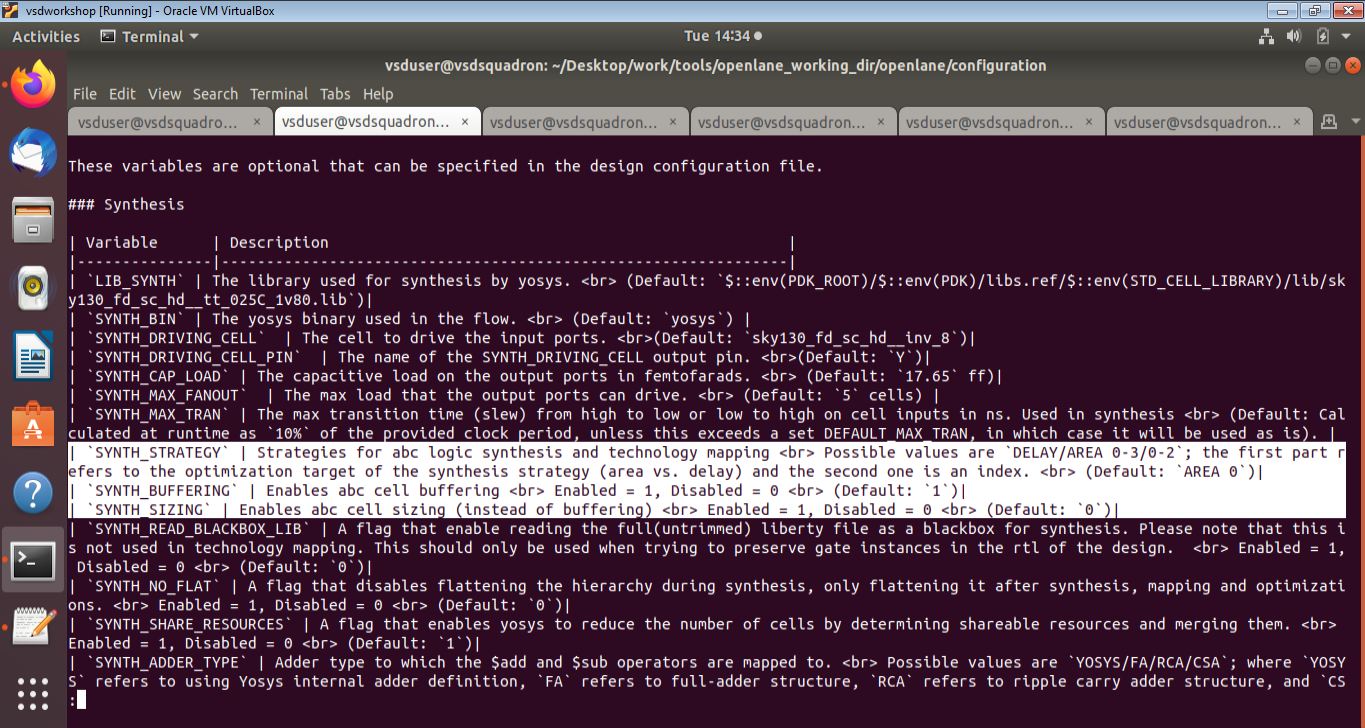 vsdworkshop [Running] - Oracle VM VirtualBox
Activities Terminal Tue 14:34
vsduser@vsdsquadron: ~/Desktop/work/tools/openlane_working_dir/openlane/configuration
File Edit View Search Terminal Tabs Help
vsduser@vsdsquadro... × vsduser@vsdsquadron... × vsduser@vsdsquadron... × vsduser@vsdsquadron... × vsduser@vsdsquadron... × vsduser@vsdsquadron... ×
These variables are optional that can be specified in the design configuration file.
### Synthesis
| Variable      | Description                                                   |
|---------------|---------------------------------------------------------------|
| `LIB_SYNTH` | The library used for synthesis by yosys. <br> (Default: `$::env(PDK_ROOT)/$::env(PDK)/libs.ref/$::env(STD_CELL_LIBRARY)/lib/sk
y130_fd_sc_hd__tt_025C_1v80.lib`)|
| `SYNTH_BIN` | The yosys binary used in the flow. <br> (Default: `yosys`) |
| `SYNTH_DRIVING_CELL`  | The cell to drive the input ports. <br>(Default: `sky130_fd_sc_hd__inv_8`)|
| `SYNTH_DRIVING_CELL_PIN`  | The name of the SYNTH_DRIVING_CELL output pin. <br>(Default: `Y`)|
| `SYNTH_CAP_LOAD` | The capacitive load on the output ports in femtofarads. <br> (Default: `17.65` ff)|
| `SYNTH_MAX_FANOUT`  | The max load that the output ports can drive. <br> (Default: `5` cells) |
| `SYNTH_MAX_TRAN` | The max transition time (slew) from high to low or low to high on cell inputs in ns. Used in synthesis <br> (Default: Cal
culated at runtime as `10%` of the provided clock period, unless this exceeds a set DEFAULT_MAX_TRAN, in which case it will be used as is). |
| `SYNTH_STRATEGY` | Strategies for abc logic synthesis and technology mapping <br> Possible values are `DELAY/AREA 0-3/0-2`; the first part r
efers to the optimization target of the synthesis strategy (area vs. delay) and the second one is an index. <br> (Default: `AREA 0`)|
| `SYNTH_BUFFERING` | Enables abc cell buffering <br> Enabled = 1, Disabled = 0 <br> (Default: `1`)|
| `SYNTH_SIZING` | Enables abc cell sizing (instead of buffering) <br> Enabled = 1, Disabled = 0 <br> (Default: `0`)|
| `SYNTH_READ_BLACKBOX_LIB` | A flag that enable reading the full(untrimmed) liberty file as a blackbox for synthesis. Please note that this i
s not used in technology mapping. This should only be used when trying to preserve gate instances in the rtl of the design.  <br> Enabled = 1,
 Disabled = 0 <br> (Default: `0`)|
| `SYNTH_NO_FLAT` | A flag that disables flattening the hierarchy during synthesis, only flattening it after synthesis, mapping and optimizati
ons. <br> Enabled = 1, Disabled = 0 <br> (Default: `0`)|
| `SYNTH_SHARE_RESOURCES` | A flag that enables yosys to reduce the number of cells by determining shareable resources and merging them. <br>
Enabled = 1, Disabled = 0 <br> (Default: `1`)|
| `SYNTH_ADDER_TYPE` | Adder type to which the $add and $sub operators are mapped to. <br> Possible values are `YOSYS/FA/RCA/CSA`; where `YOSY
S` refers to using Yosys internal adder definition, `FA` refers to full-adder structure, `RCA` refers to ripple carry adder structure, and `CS
: